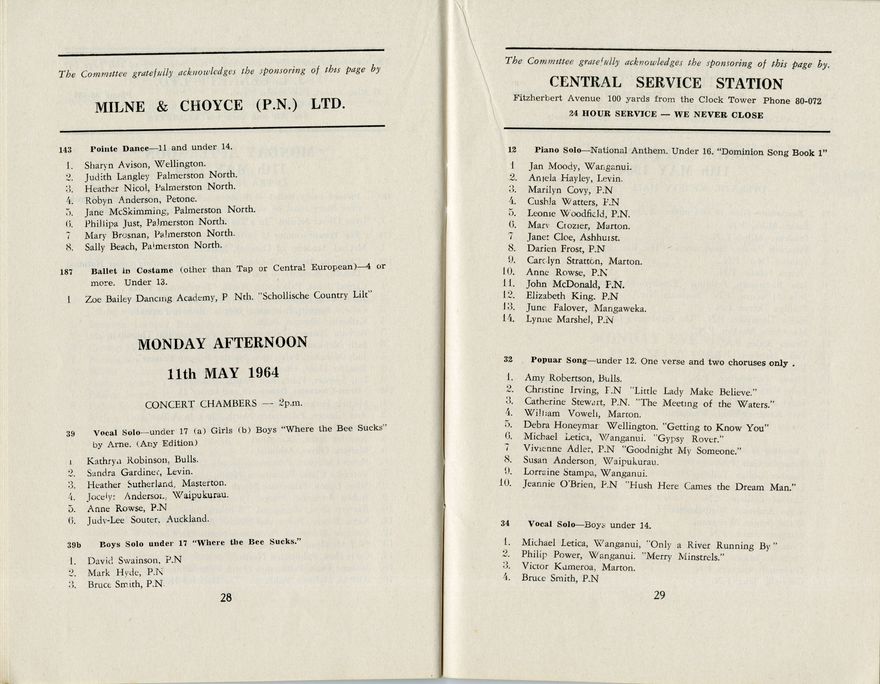 The Committee gratefully acknowledges the sponsoring of this page by
MILNE & CHOYCE (P.N.) LTD.
143 Pointe Dance—11 and under 14.
1. Sharyn Avison, Wellington.
2. Judith Langley Palmerston North.
3. Heather Nicol, Palmerston North.
4. Robyn Anderson, Petone.
5. Jane McSkimming, Palmerston North.
6. Phillipa Just, Palmerston North.
7 Mary Brosnan, Palmerston North.
8. Sally Beach, Palmerston North.
187 Ballet in Costume (other than Tap or Central European)—4 or
more. Under 13.
1 Zoe Bailey Dancing Academy, P Nth. "Schollische Country Lilt"
MONDAY AFTERNOON
11th MAY 1964
CONCERT CHAMBERS — 2p.m.
39 Vocal Solo—under 17 (a) Girls (b) Boys "Where the Bee Sucks"
by Arne. (Any Edition)
1 Kathryn Robinson, Bulls.
2. Sandra Gardiner, Levin.
3. Heather Sutherland, Masterton.
4. Jocelyn Anderson, Waipukurau.
5. Anne Rowse, P.N
6. Judy-Lee Souter, Auckland.
39b Boys Solo under 17 "Where the Bee Sucks."
1. David Swainson, P.N
2. Mark Hyde, P.N
3. Bruce Smith, P.N.
28
The Committee gratefully acknowledges the sponsoring of this page by.
CENTRAL SERVICE STATION
Fitzherbert Avenue 100 yards from the Clock Tower Phone 80-072
24 HOUR SERVICE — WE NEVER CLOSE
12 Piano Solo—National Anthem. Under 16. "Dominion Song Book 1"
1 Jan Moody, Wanganui.
2. Angela Hayley, Levin.
3. Marilyn Covy, P.N
4. Cushla Watters, P.N
5. Leonie Woodfield, P.N.
6. Mary Crozier, Marton.
7 Janet Cloe, Ashhurst.
8. Darien Frost, P.N
9. Carolyn Stratton, Marton.
10. Anne Rowse, P.N
11. John McDonald, P.N.
12. Elizabeth King. P.N
13. June Falover, Mangaweka.
14. Lynne Marshel, P.N
32 Popuar Song—under 12. One verse and two choruses only .
1. Amy Robertson, Bulls.
2. Christine Irving, P.N "Little Lady Make Believe."
3. Catherine Stewart, P.N. "The Meeting of the Waters."
4. William Vowell, Marton.
5. Debra Honeymar Wellington. "Getting to Know You"
6. Michael Letica, Wanganui. "Gypsy Rover."
7 Vivienne Adler, P.N "Goodnight My Someone."
8. Susan Anderson, Waipukurau.
9. Lorraine Stampa, Wanganui.
10. Jeannie O'Brien, P.N "Hush Here Cames the Dream Man."
34 Vocal Solo—Boys under 14.
1. Michael Letica, Wanganui, "Only a River Running By"
2. Philip Power, Wanganui. "Merry Minstrels."
3. Victor Kameroa, Marton.
4. Bruce Smith, P.N
29